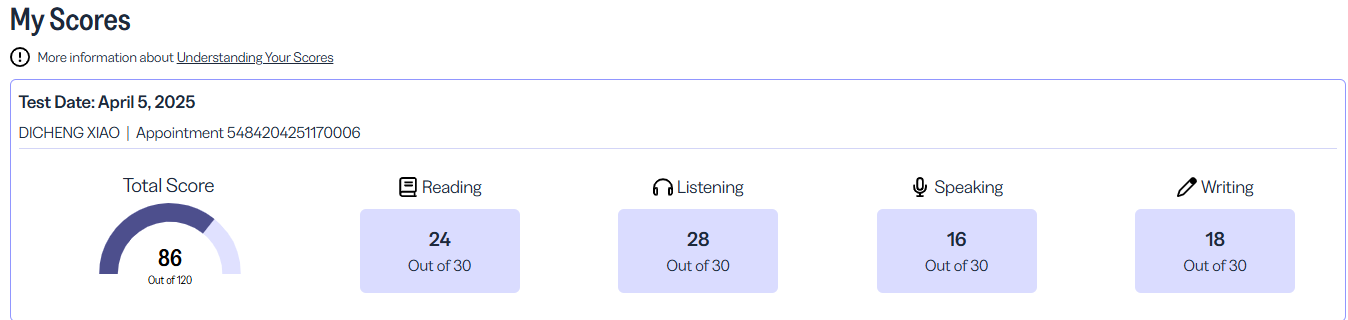 My Scores
More information about Understanding Your Scores
Test Date: April 5, 2025
DICHENG XIAO | Appointment 5484204251170006
Total Score
86
Out of 120
Reading
24
Out of 30
Listening
28
Out of 30
Speaking
16
Out of 30
Writing
18
Out of 30